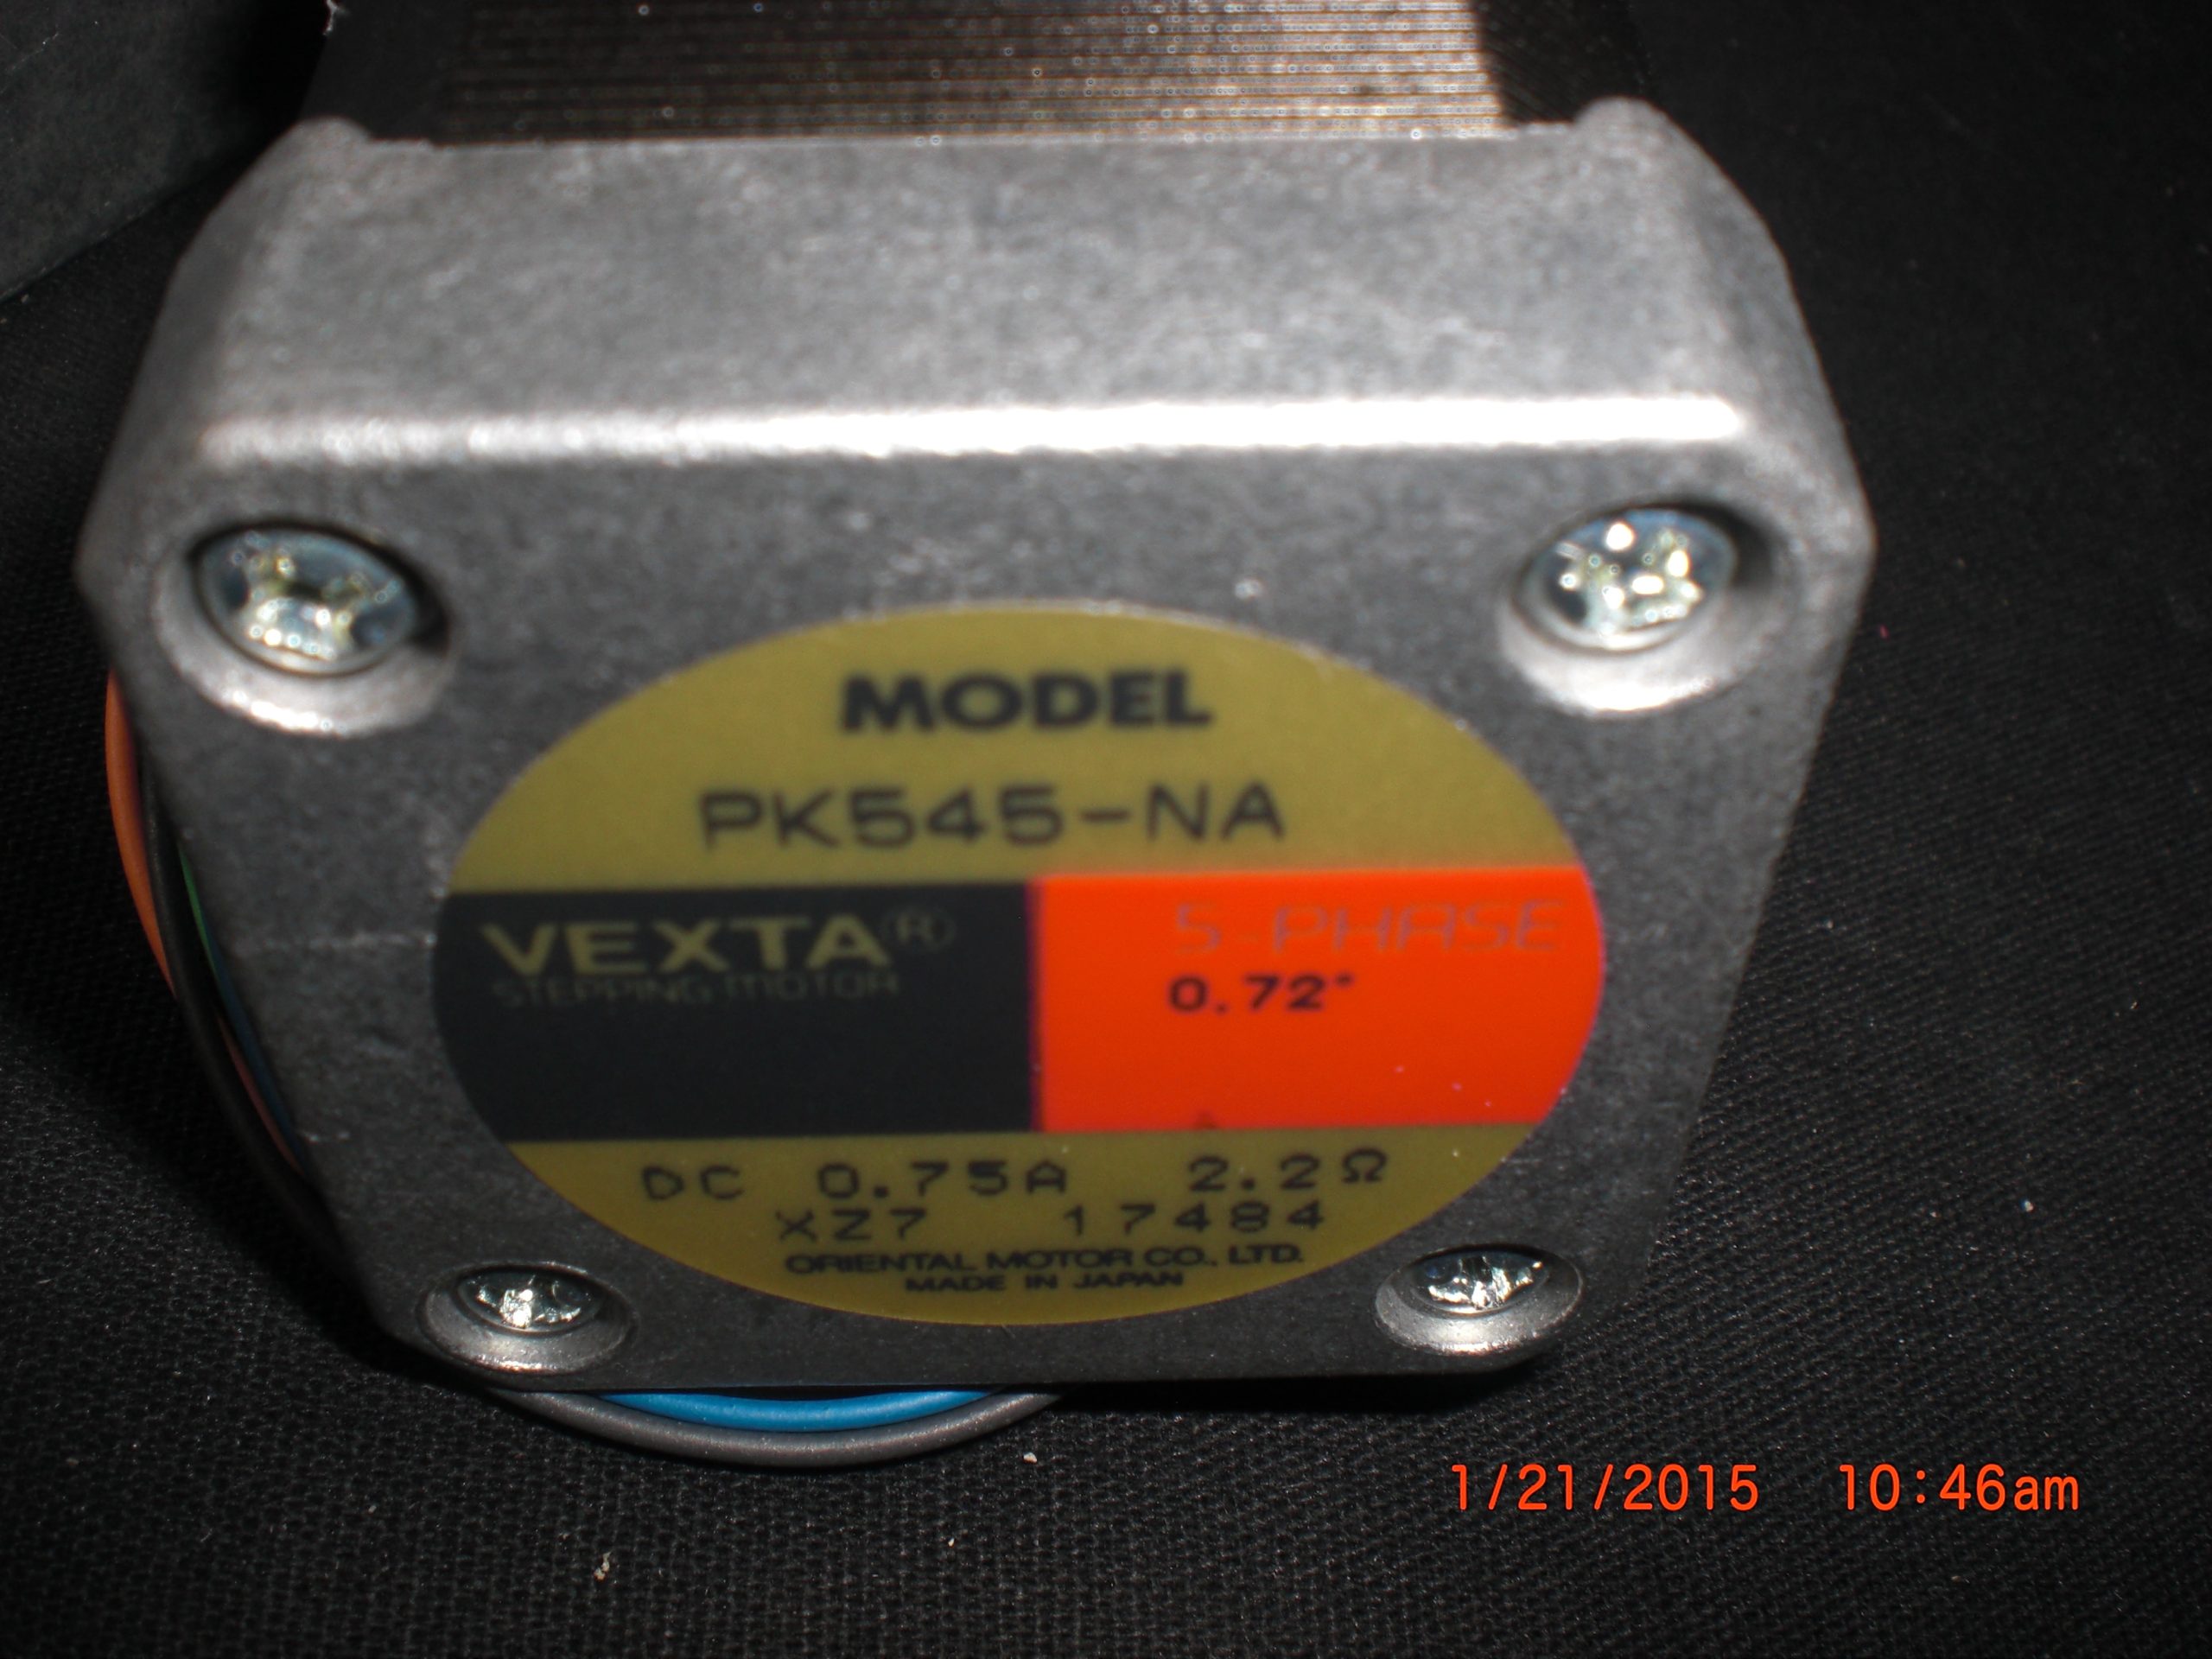 MODEL
PK545-NA
VEXTA®
STEPPING MOTOR
5-PHASE
0.72°
DC 0.75A 2.2Ω
XZ7 17484
ORIENTAL MOTOR CO., LTD.
MADE IN JAPAN
1/21/2015 10:46am